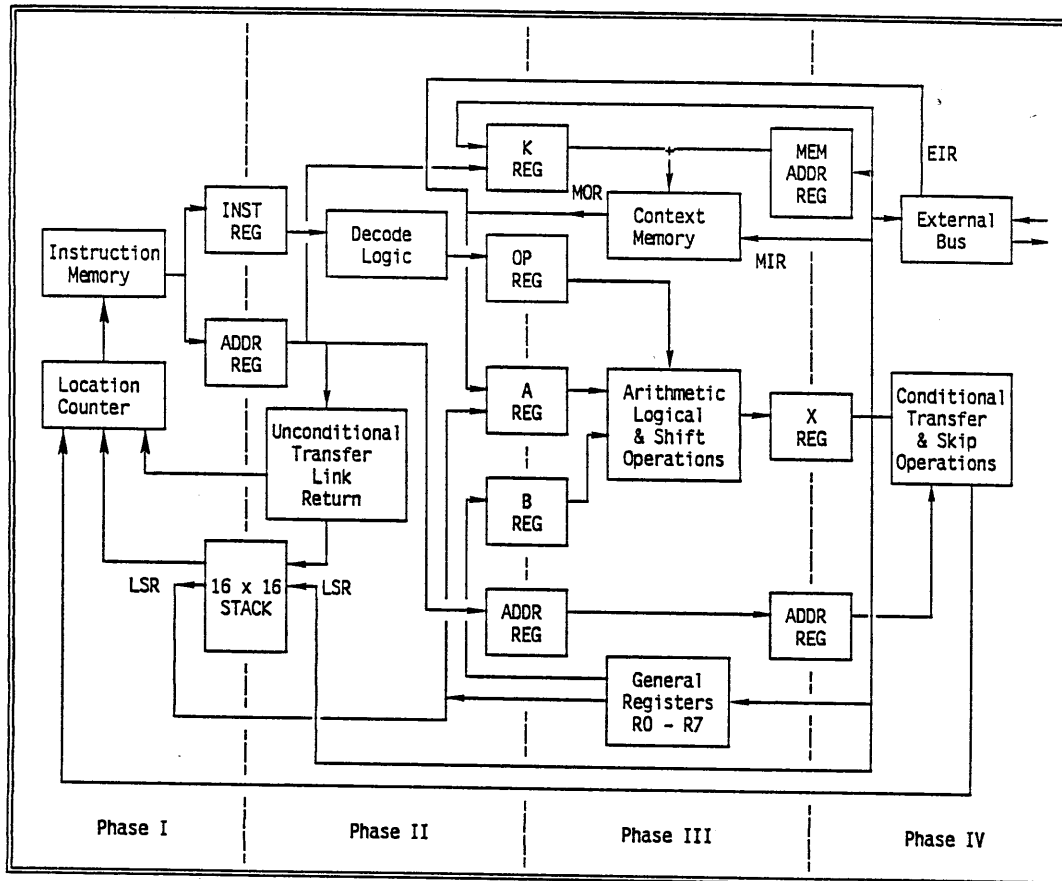 K
REG
MEM
ADDR
REG
EIR
INST
REG
MOR
Instruction
Memory
Decode
Logic
OP
REG
Context
Memory
External
Bus
MIR
ADDR
REG
Location
Counter
A
REG
Arithmetic
Logical
& Shift
Operations
X
REG
Conditional
Transfer
& Skip
Operations
Unconditional
Transfer
Link
Return
B
REG
LSR
16 x 16
STACK
LSR
ADDR
REG
ADDR
REG
General
Registers
R0 - R7
Phase I
Phase II
Phase III
Phase IV